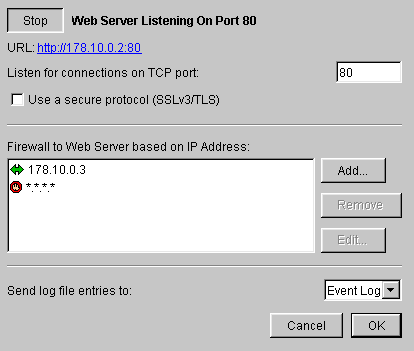 Stop Web Server Listening On Port 80
URL: http://178.10.0.2:80
Listen for connections on TCP port: 80
Use a secure protocol (SSLv3/TLS)
Firewall to Web Server based on IP Address:
178.10.0.3
*.*.*.*
Add...
Remove
Edit...
Send log file entries to: Event Log
Cancel OK